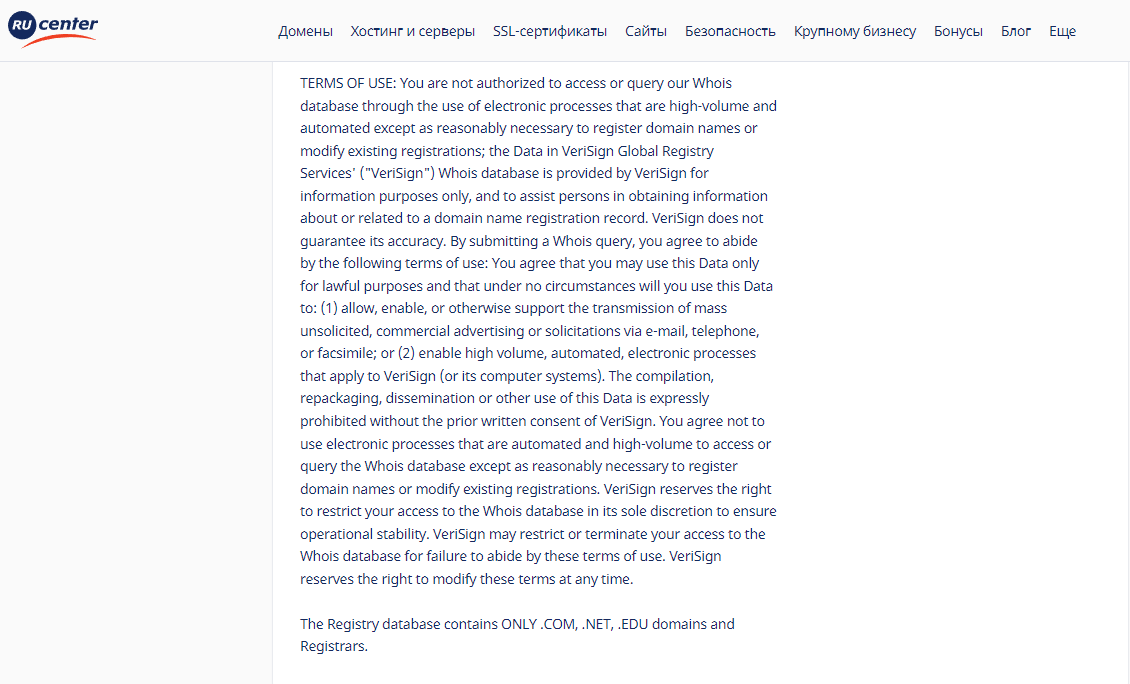 RU center
Домены Хостинг и серверы SSL-сертификаты Сайты Безопасность Крупному бизнесу Бонусы Блог Еще
TERMS OF USE: You are not authorized to access or query our Whois
database through the use of electronic processes that are high-volume and
automated except as reasonably necessary to register domain names or
modify existing registrations; the Data in VeriSign Global Registry
Services' ("VeriSign") Whois database is provided by VeriSign for
information purposes only, and to assist persons in obtaining information
about or related to a domain name registration record. VeriSign does not
guarantee its accuracy. By submitting a Whois query, you agree to abide
by the following terms of use: You agree that you may use this Data only
for lawful purposes and that under no circumstances will you use this Data
to: (1) allow, enable, or otherwise support the transmission of mass
unsolicited, commercial advertising or solicitations via e-mail, telephone,
or facsimile; or (2) enable high volume, automated, electronic processes
that apply to VeriSign (or its computer systems). The compilation,
repackaging, dissemination or other use of this Data is expressly
prohibited without the prior written consent of VeriSign. You agree not to
use electronic processes that are automated and high-volume to access or
query the Whois database except as reasonably necessary to register
domain names or modify existing registrations. VeriSign reserves the right
to restrict your access to the Whois database in its sole discretion to ensure
operational stability. VeriSign may restrict or terminate your access to the
Whois database for failure to abide by these terms of use. VeriSign
reserves the right to modify these terms at any time.
The Registry database contains ONLY .COM, .NET, .EDU domains and
Registrars.